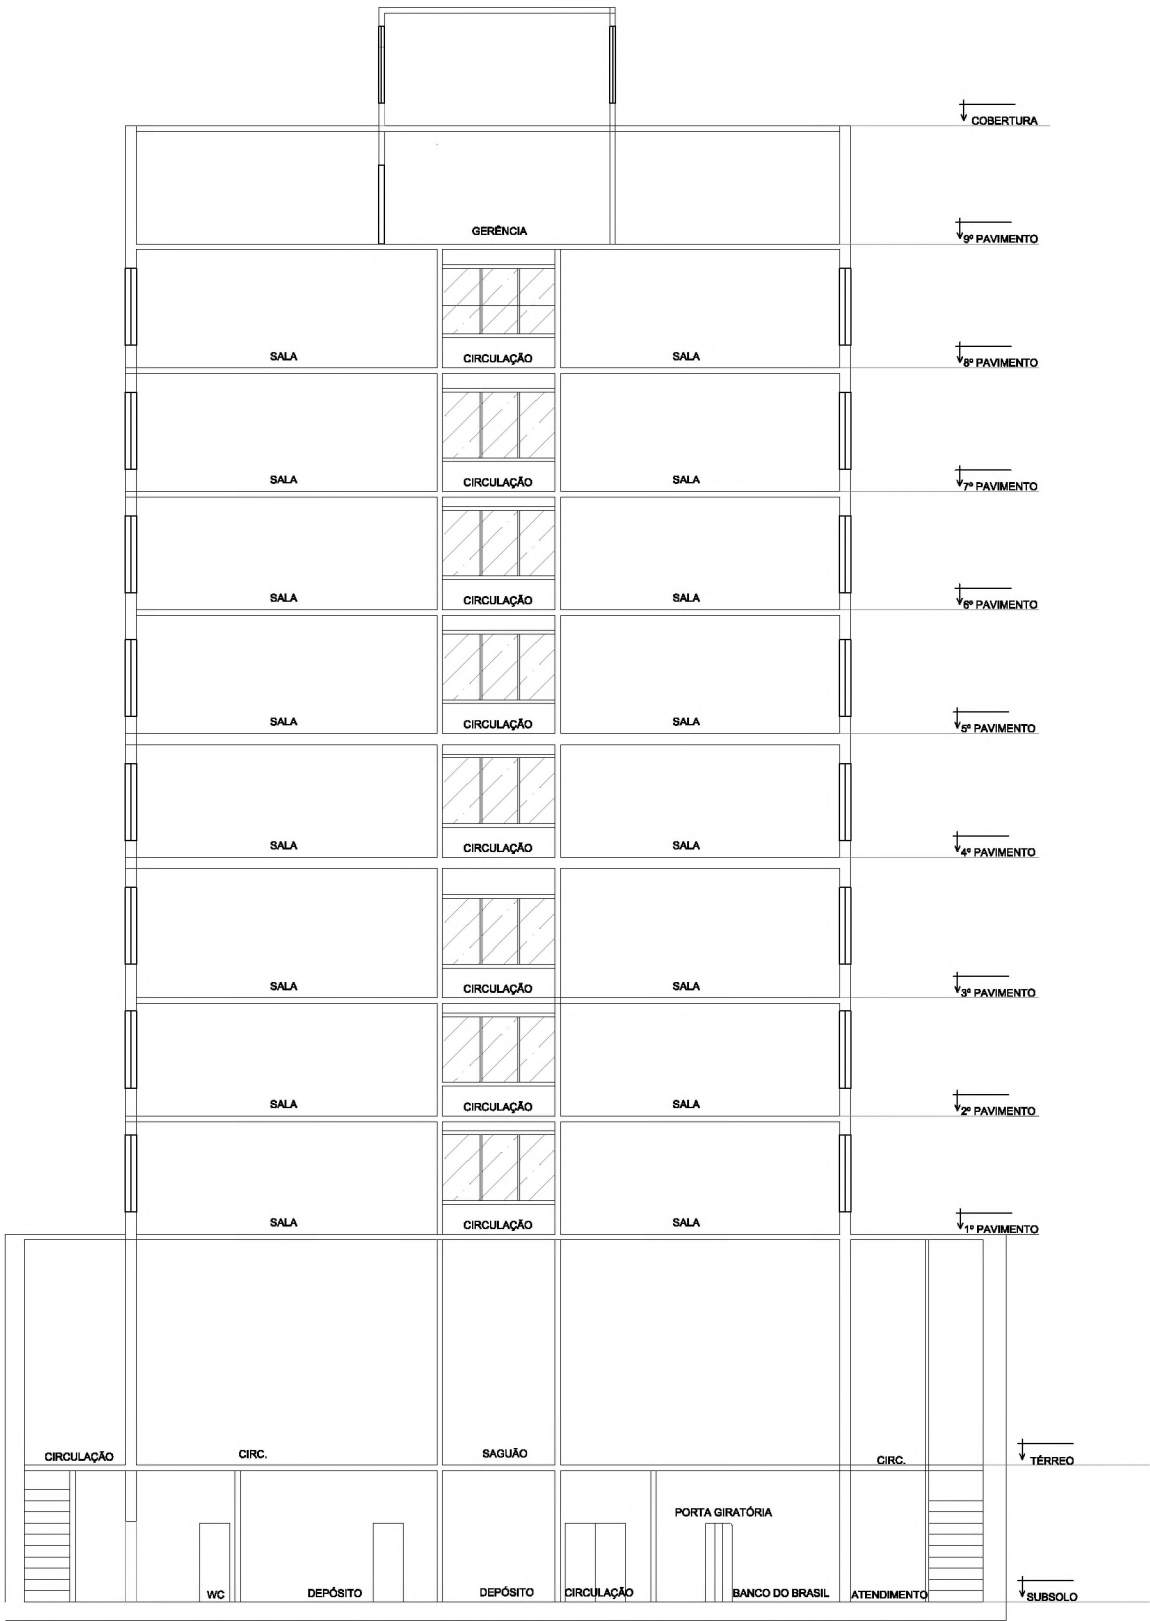 COBERTURA
GERÊNCIA
9º PAVIMENTO
SALA CIRCULAÇÃO SALA
8º PAVIMENTO
SALA CIRCULAÇÃO SALA
7º PAVIMENTO
SALA CIRCULAÇÃO SALA
6º PAVIMENTO
SALA CIRCULAÇÃO SALA
5º PAVIMENTO
SALA CIRCULAÇÃO SALA
4º PAVIMENTO
SALA CIRCULAÇÃO SALA
3º PAVIMENTO
SALA CIRCULAÇÃO SALA
2º PAVIMENTO
SALA CIRCULAÇÃO SALA
1º PAVIMENTO
CIRCULAÇÃO CIRC. SAGUÃO CIRC. TÉRREO
PORTA GIRATÓRIA
WC DEPÓSITO DEPÓSITO CIRCULAÇÃO BANCO DO BRASIL ATENDIMENTO SUBSOLO